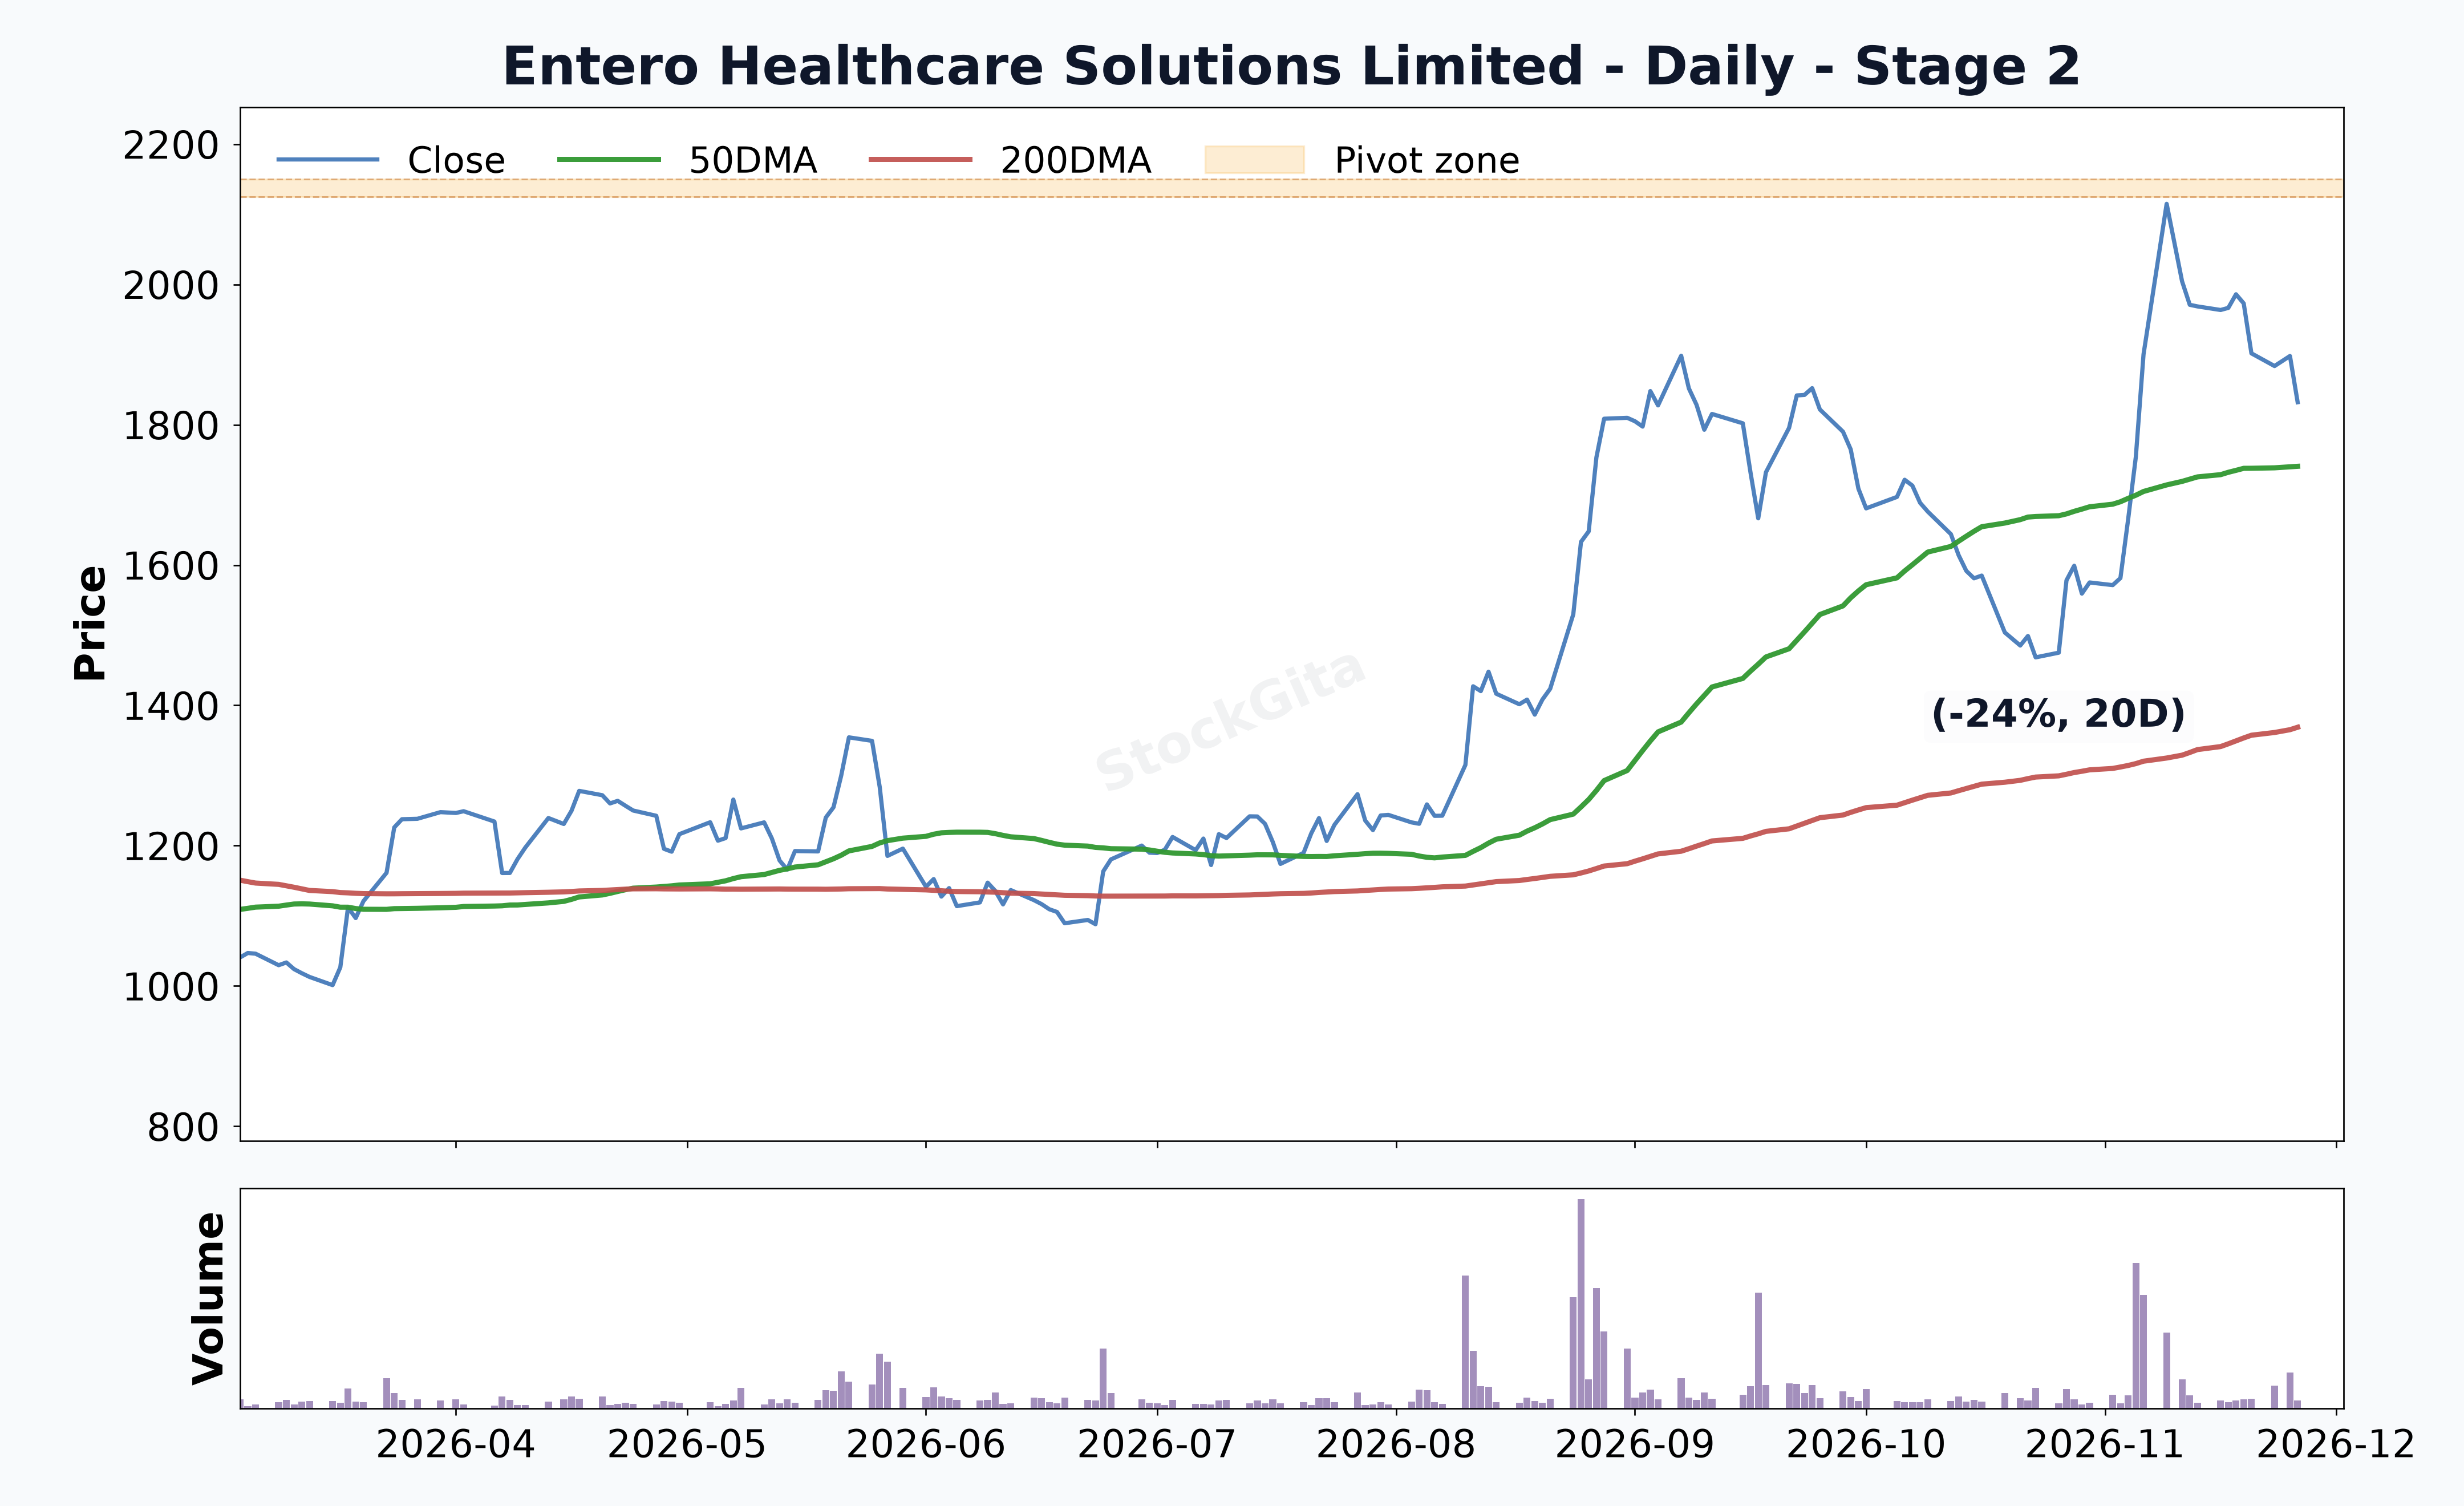 Entero Healthcare Solutions Limited - Daily - Stage 2
Close 50DMA 200DMA Pivot zone
2200
2000
1800
1600
1400
1200
1000
800
Price
StockGita
(-24%, 20D)
Volume
2026-04 2026-05 2026-06 2026-07 2026-08 2026-09 2026-10 2026-11 2026-12